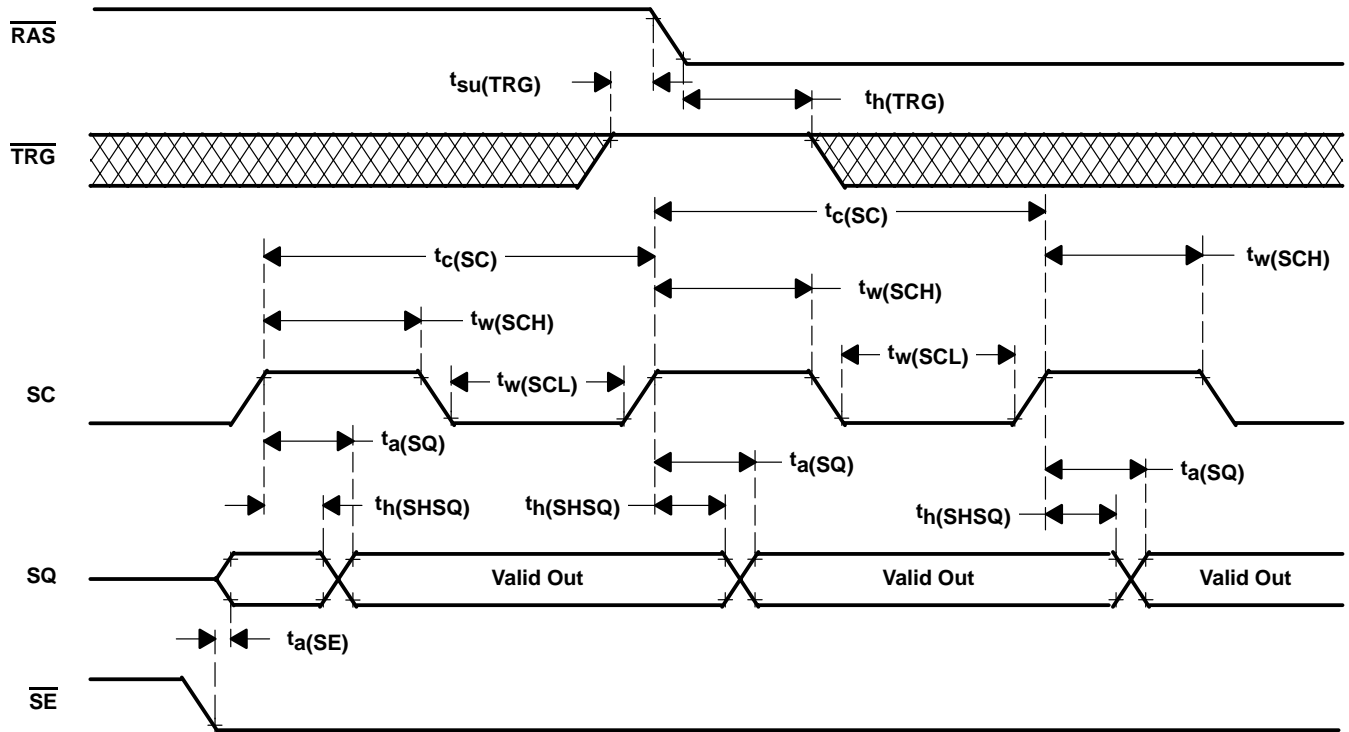 RAS
tsu(TRG)
th(TRG)
TRG
tc(SC)
tc(SC)
tw(SCH)
tw(SCH)
tw(SCH)
tw(SCL)
tw(SCL)
SC
ta(SQ)
ta(SQ)
ta(SQ)
th(SHSQ)
th(SHSQ)
th(SHSQ)
SQ
Valid Out
Valid Out
Valid Out
ta(SE)
SE